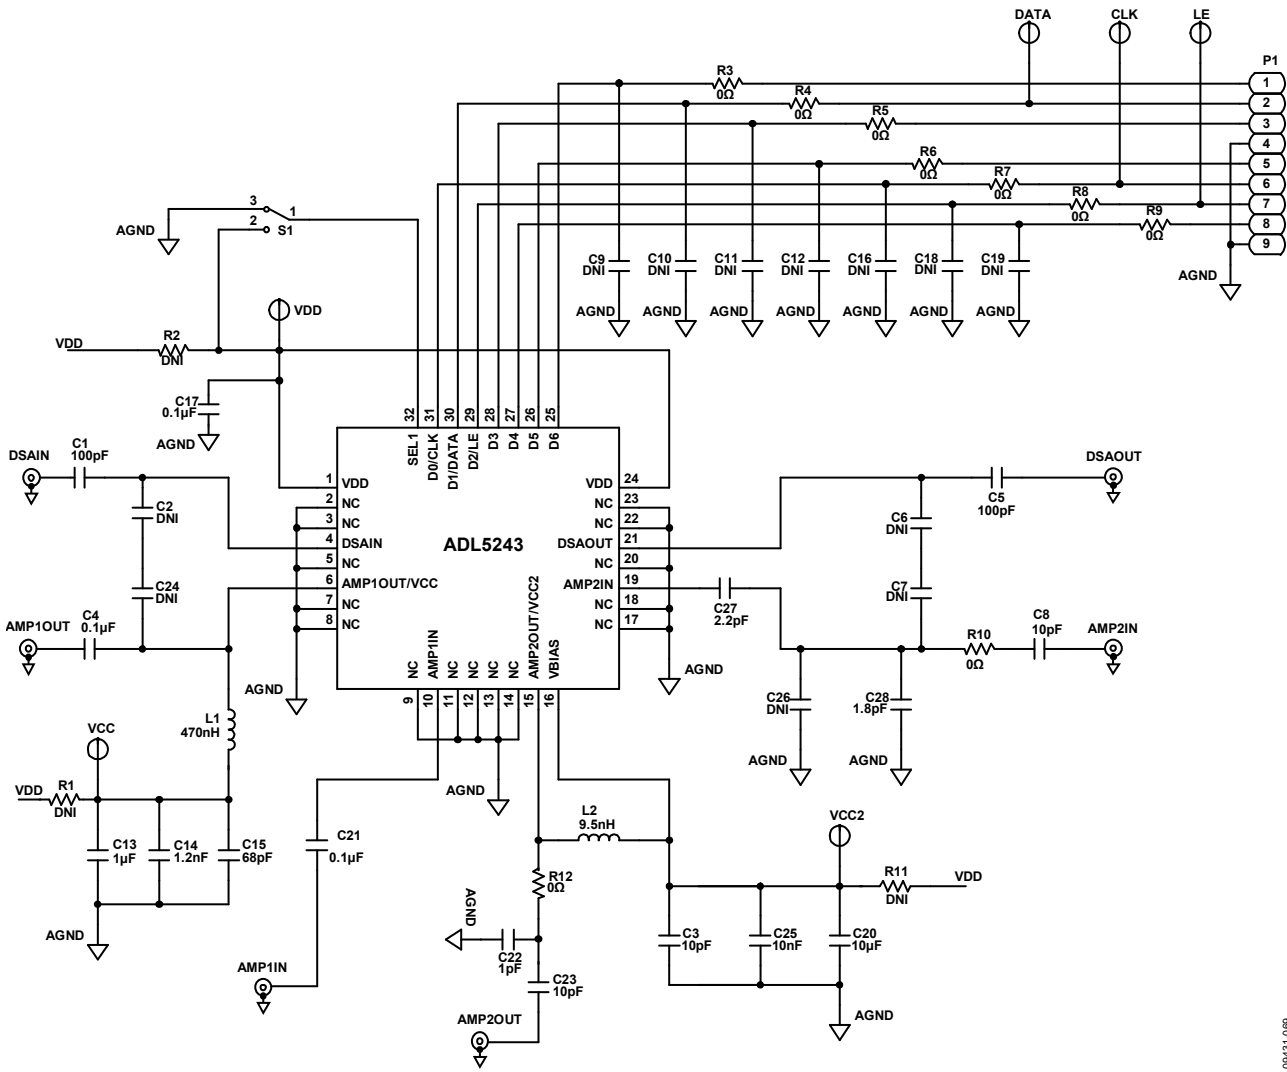 DATA CLK LE
P1
R3
0Ω
1
R4
0Ω
2
R5
0Ω
3
4
R6
0Ω
5
R7
0Ω
6
R8
0Ω
7
R9
0Ω
8
9
AGND
3
2
1
S1
AGND
C9
DNI
C10
DNI
C11
DNI
C12
DNI
C16
DNI
C18
DNI
C19
DNI
AGND AGND AGND AGND AGND AGND AGND
VDD
VDD
R2
DNI
C17
0.1µF
AGND
32 31 30 29 28 27 26 25
SEL1
D0/CLK
D1/DATA
D2/LE
D3
D4
D5
D6
DSAIN
C1
100pF
C2
DNI
C24
DNI
AMP1OUT
C4
0.1µF
1 VDD
2 NC
3 NC
4 DSAIN
5 NC
6 AMP1OUT/VCC
7 NC
8 NC
ADL5243
VDD 24
NC 23
NC 22
DSAOUT 21
NC 20
AMP2IN 19
NC 18
NC 17
NC
AMP1IN
NC
NC
NC
NC
AMP2OUT/VCC2
VBIAS
9 10 11 12 13 14 15 16
AGND
AGND
AGND
DSAOUT
C5
100pF
C6
DNI
C7
DNI
C27
2.2pF
R10
0Ω
C8
10pF
AMP2IN
C26
DNI
C28
1.8pF
AGND
AGND
L1
470nH
VCC
VDD
R1
DNI
C13
1µF
C14
1.2nF
C15
68pF
AGND
C21
0.1µF
AMP1IN
L2
9.5nH
R12
0Ω
AGND
C22
1pF
C23
10pF
AMP2OUT
VCC2
R11
DNI
VDD
C3
10pF
C25
10nF
C20
10µF
AGND
09431-069